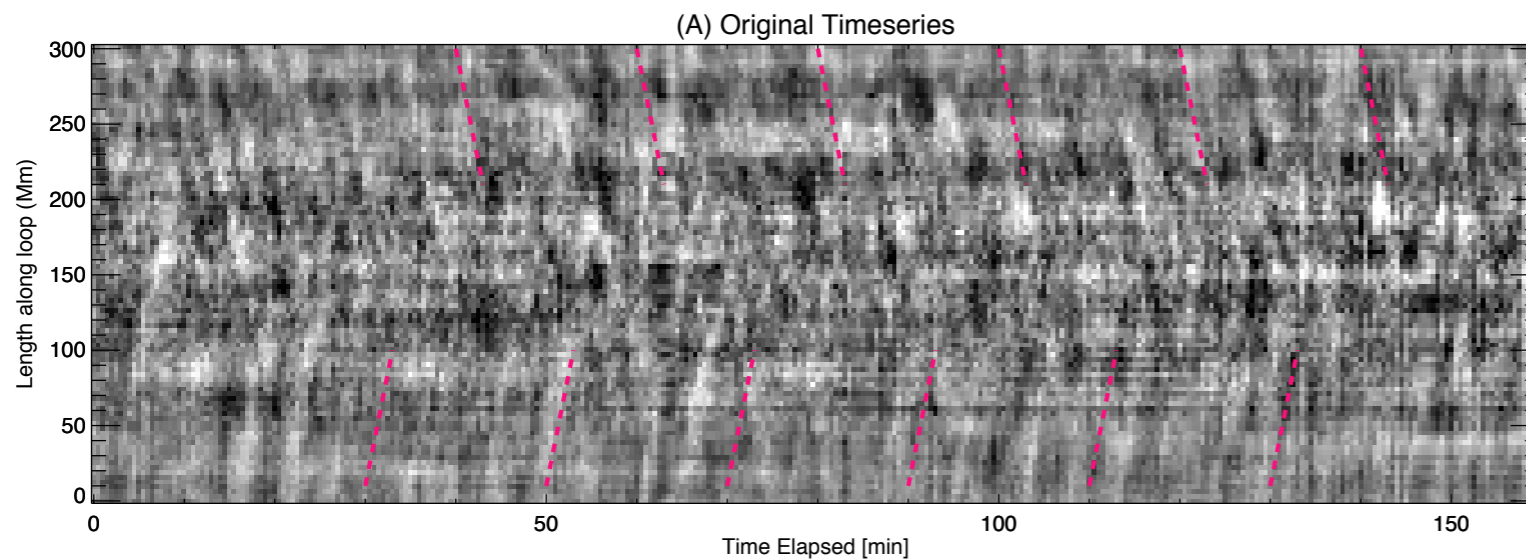 (A) Original Timeseries
300
250
200
150
100
50
0
Length along loop (Mm)
0 50 100 150
Time Elapsed [min]